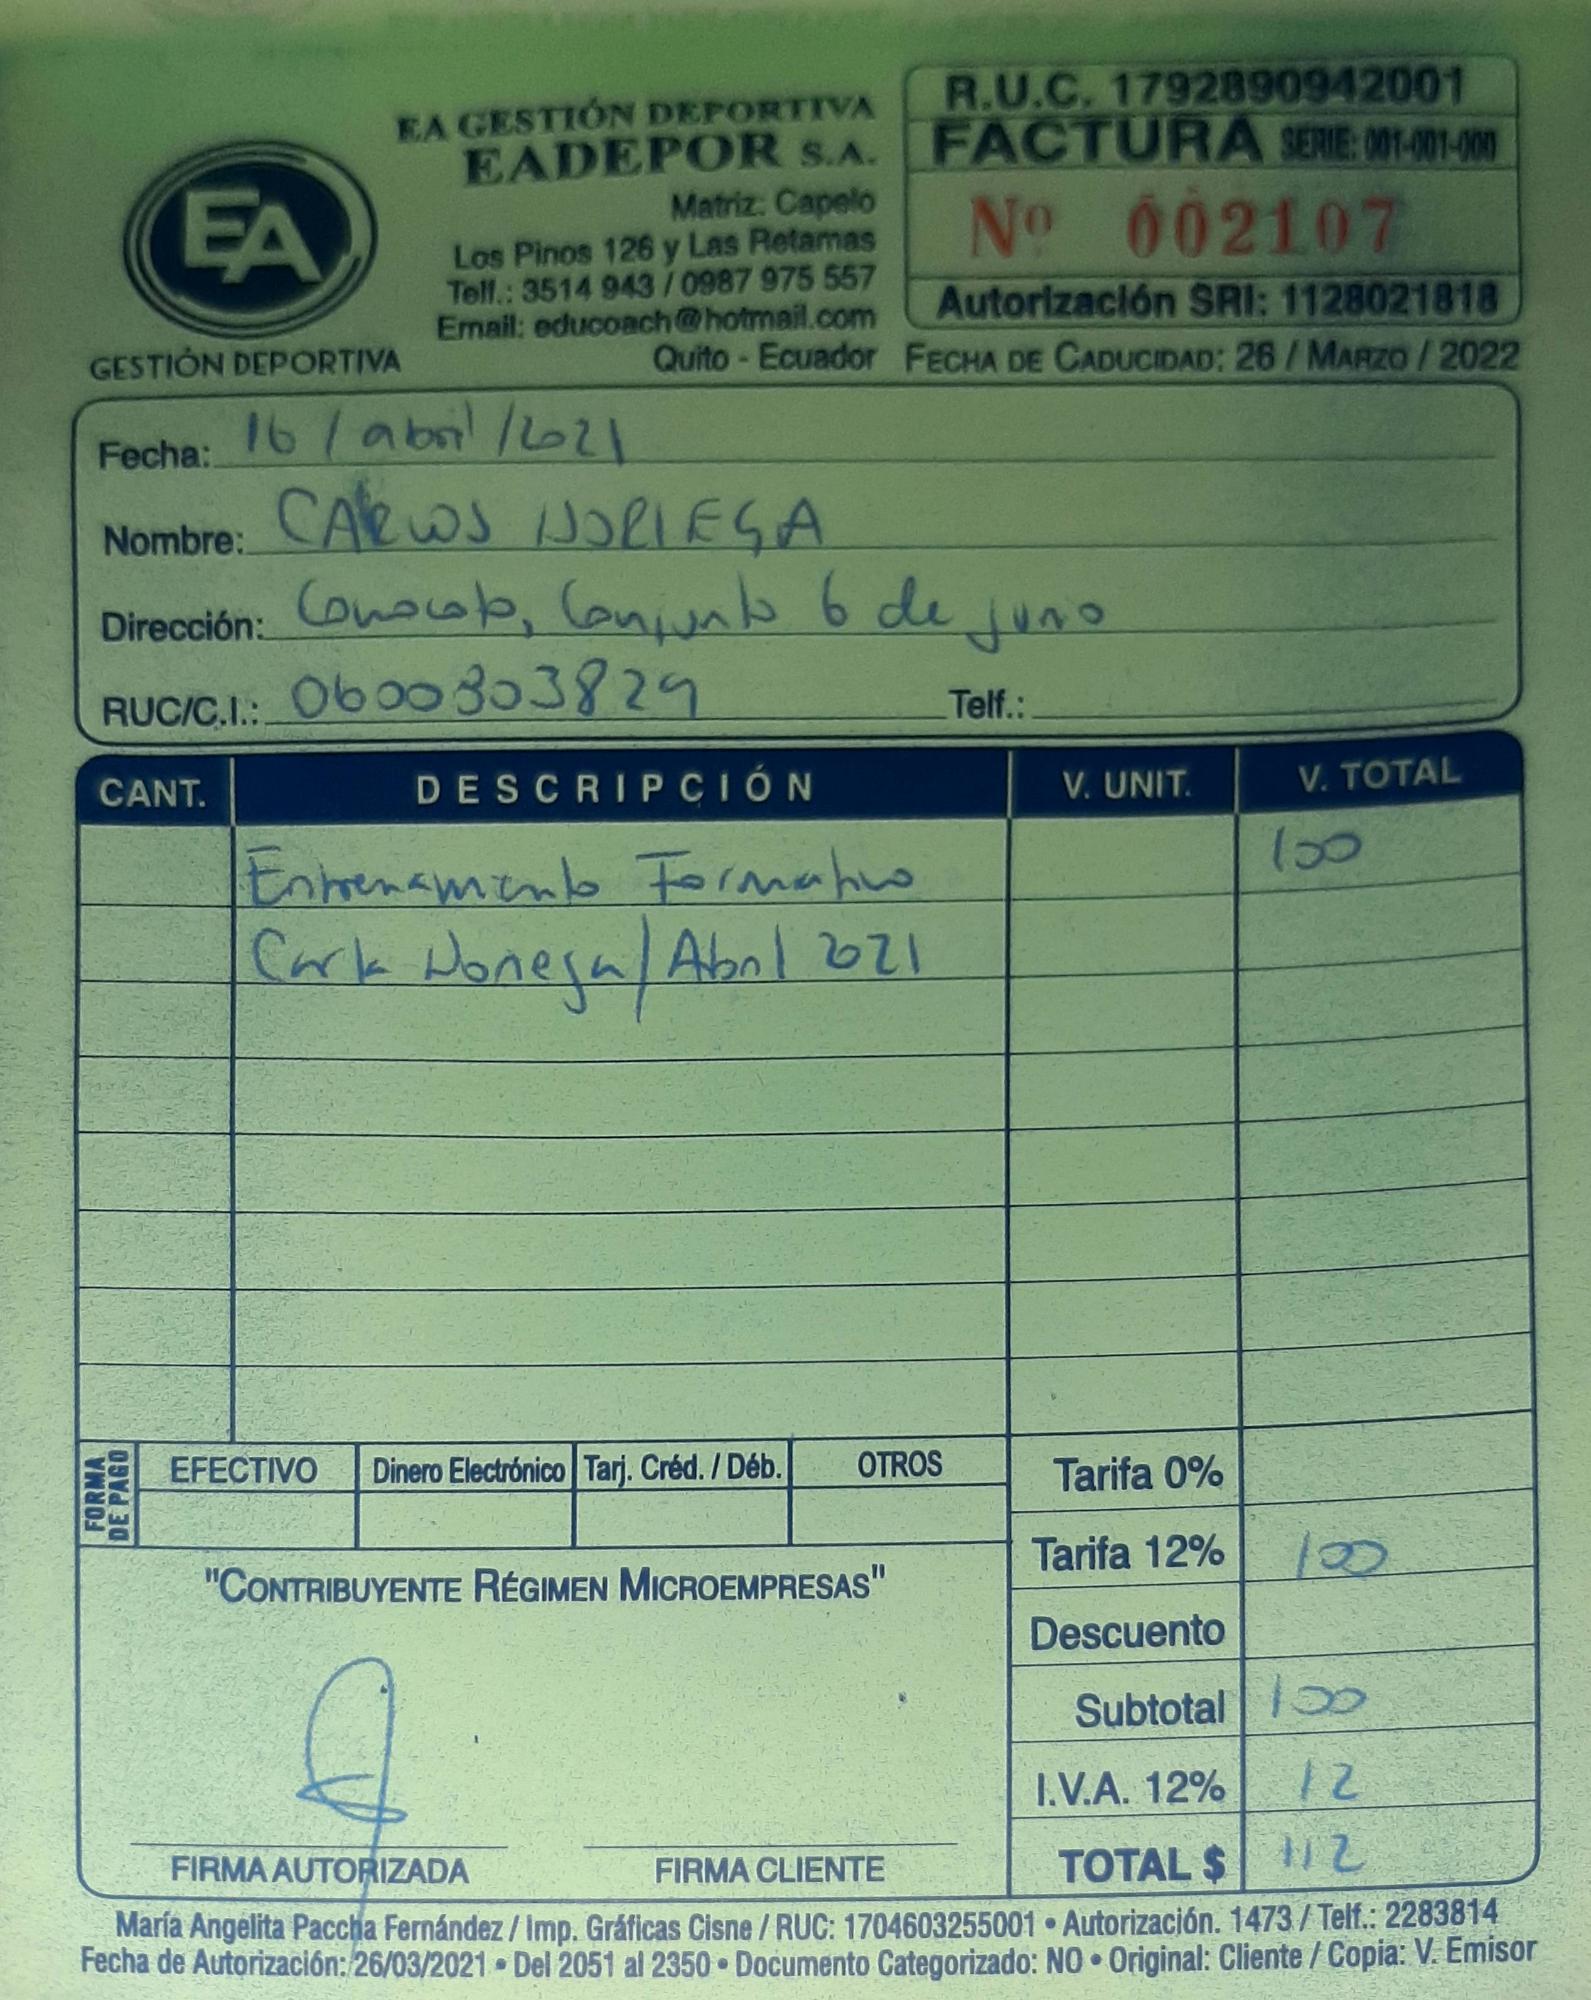 EA GESTIÓN DEPORTIVA
EADEPOR S.A.
Matriz: Capelo
Los Pinos 126 y Las Retamas
Telf.: 3514 943 / 0987 975 557
Email: educoach@hotmail.com
Quito - Ecuador
EA
GESTIÓN DEPORTIVA
R.U.C. 1792890942001
FACTURA SERIE: 001-001-000
Nº 002107
Autorización SRI: 1128021818
FECHA DE CADUCIDAD: 26 / MARZO / 2022
Fecha: 16 / abril / 2021
Nombre: CARLOS NORIEGA
Dirección: Conocoto, Conjunto 6 de junio
RUC/C.I.: 0600303829 Telf.:
CANT. DESCRIPCIÓN V. UNIT. V. TOTAL
Entrenamiento Formativo 100
Carla Noriega / Abril 2021
FORMA DE PAGO
EFECTIVO Dinero Electrónico Tarj. Créd. / Déb. OTROS
Tarifa 0%
Tarifa 12% 100
"CONTRIBUYENTE RÉGIMEN MICROEMPRESAS"
Descuento
Subtotal 100
I.V.A. 12% 12
TOTAL $ 112
FIRMA AUTORIZADA FIRMA CLIENTE
María Angelita Paccha Fernández / Imp. Gráficas Cisne / RUC: 1704603255001 • Autorización. 1473 / Telf.: 2283814
Fecha de Autorización: 26/03/2021 • Del 2051 al 2350 • Documento Categorizado: NO • Original: Cliente / Copia: V. Emisor